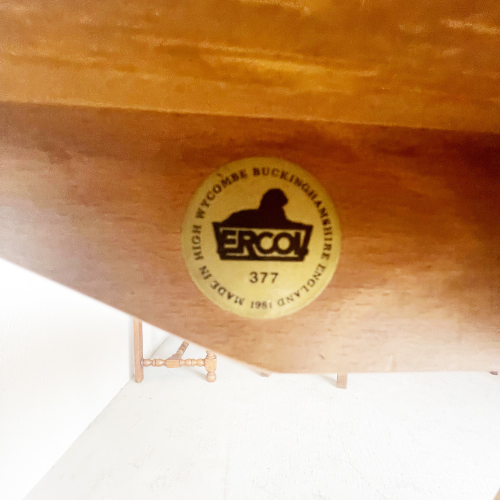 MADE IN HIGH WYCOMBE BUCKINGHAMSHIRE ENGLAND
ERCOL
377
1981